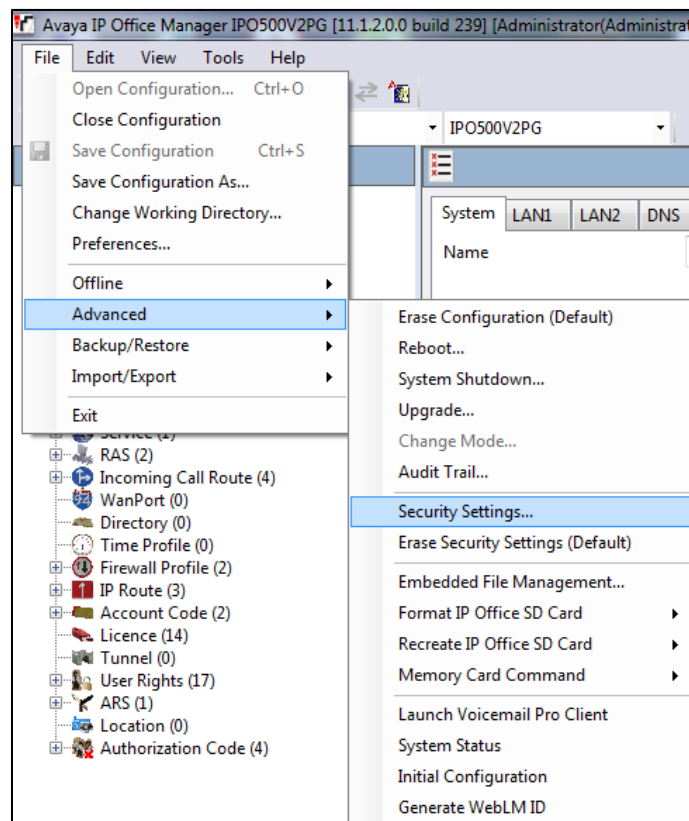 Avaya IP Office Manager IPO500V2PG [11.1.2.0.0 build 239] [Administrator(Administrat
File Edit View Tools Help
Open Configuration... Ctrl+O
Close Configuration
IPO500V2PG
Save Configuration Ctrl+S
Save Configuration As...
Change Working Directory...
System LAN1 LAN2 DNS
Preferences...
Name
Offline
Advanced
Backup/Restore
Import/Export
Exit
Erase Configuration (Default)
Reboot...
System Shutdown...
Upgrade...
Change Mode...
Audit Trail...
Security Settings...
Erase Security Settings (Default)
Embedded File Management...
Format IP Office SD Card
Recreate IP Office SD Card
Memory Card Command
Launch Voicemail Pro Client
System Status
Initial Configuration
Generate WebLM ID
Service (1)
RAS (2)
Incoming Call Route (4)
WanPort (0)
Directory (0)
Time Profile (0)
Firewall Profile (2)
IP Route (3)
Account Code (2)
Licence (14)
Tunnel (0)
User Rights (17)
ARS (1)
Location (0)
Authorization Code (4)